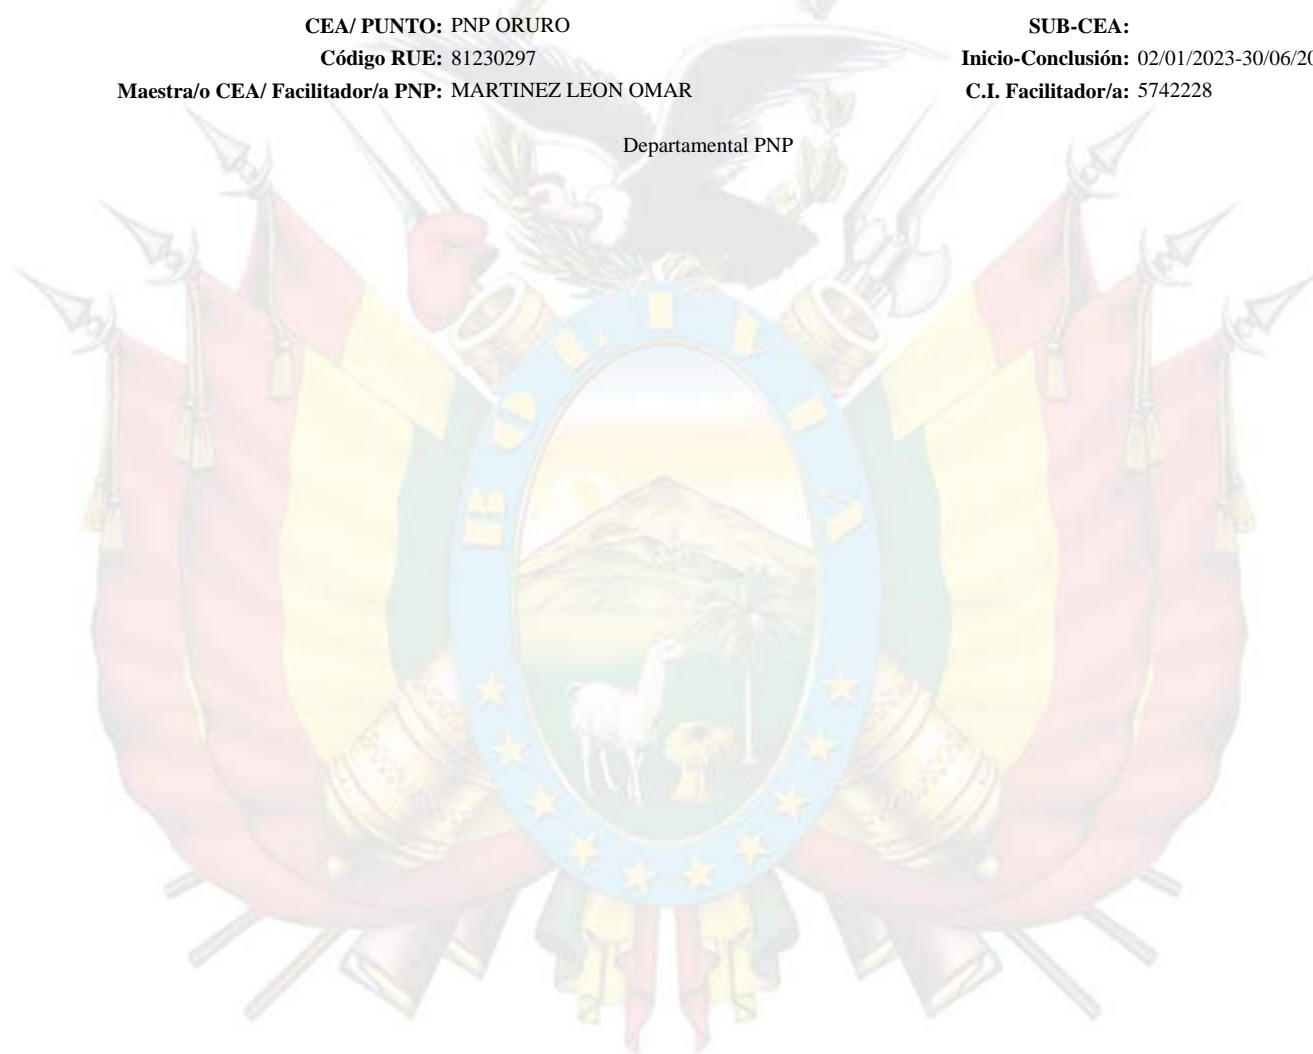 CEA/ PUNTO: PNP ORURO SUB-CEA:
Código RUE: 81230297 Inicio-Conclusión: 02/01/2023-30/06/20
Maestra/o CEA/ Facilitador/a PNP: MARTINEZ LEON OMAR C.I. Facilitador/a: 5742228
Departamental PNP
BOLIVIA